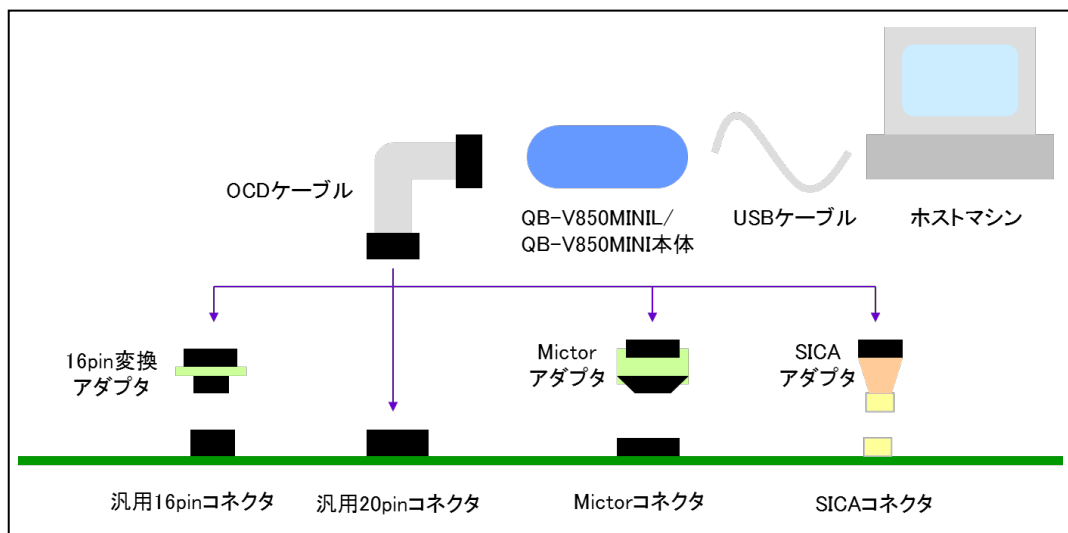 OCDケーブル
QB-V850MINIL/
QB-V850MINI本体
USBケーブル
ホストマシン
16pin変換
アダプタ
Mictor
アダプタ
SICA
アダプタ
汎用16pinコネクタ
汎用20pinコネクタ
Mictorコネクタ
SICAコネクタ